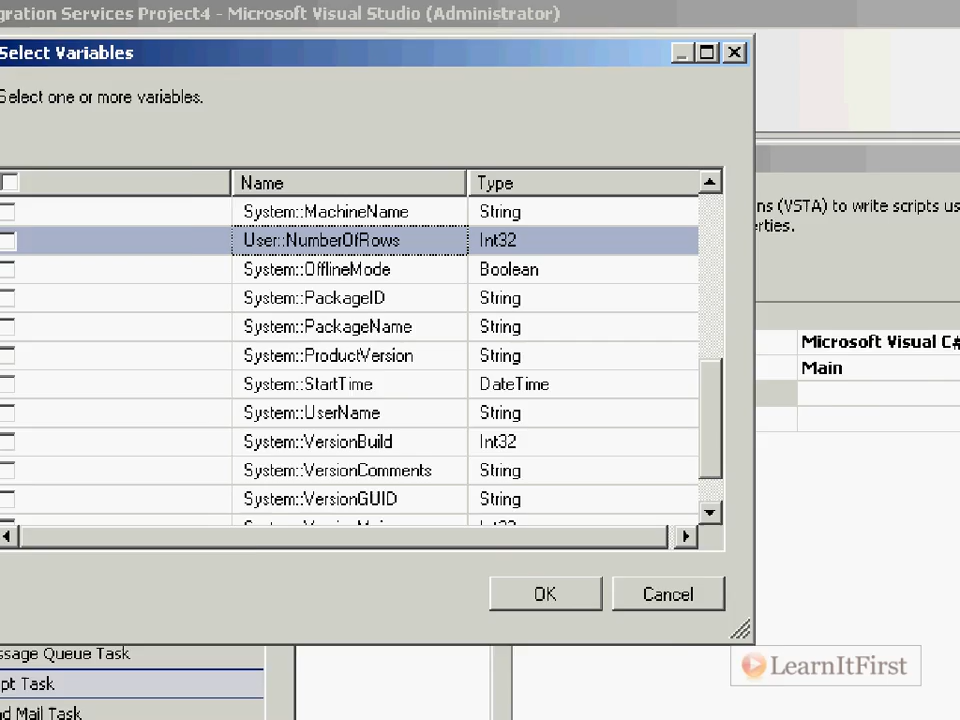 gration Services Project4 - Microsoft Visual Studio (Administrator)
Select Variables
Select one or more variables.
Name Type
System::MachineName String
User::NumberOfRows Int32
System::OfflineMode Boolean
System::PackageID String
System::PackageName String
System::ProductVersion String
System::StartTime DateTime
System::UserName String
System::VersionBuild Int32
System::VersionComments String
System::VersionGUID String
OK Cancel
ns (VSTA) to write scripts us
rties.
Microsoft Visual C#
Main
ssage Queue Task
pt Task
nd Mail Task
LearnItFirst